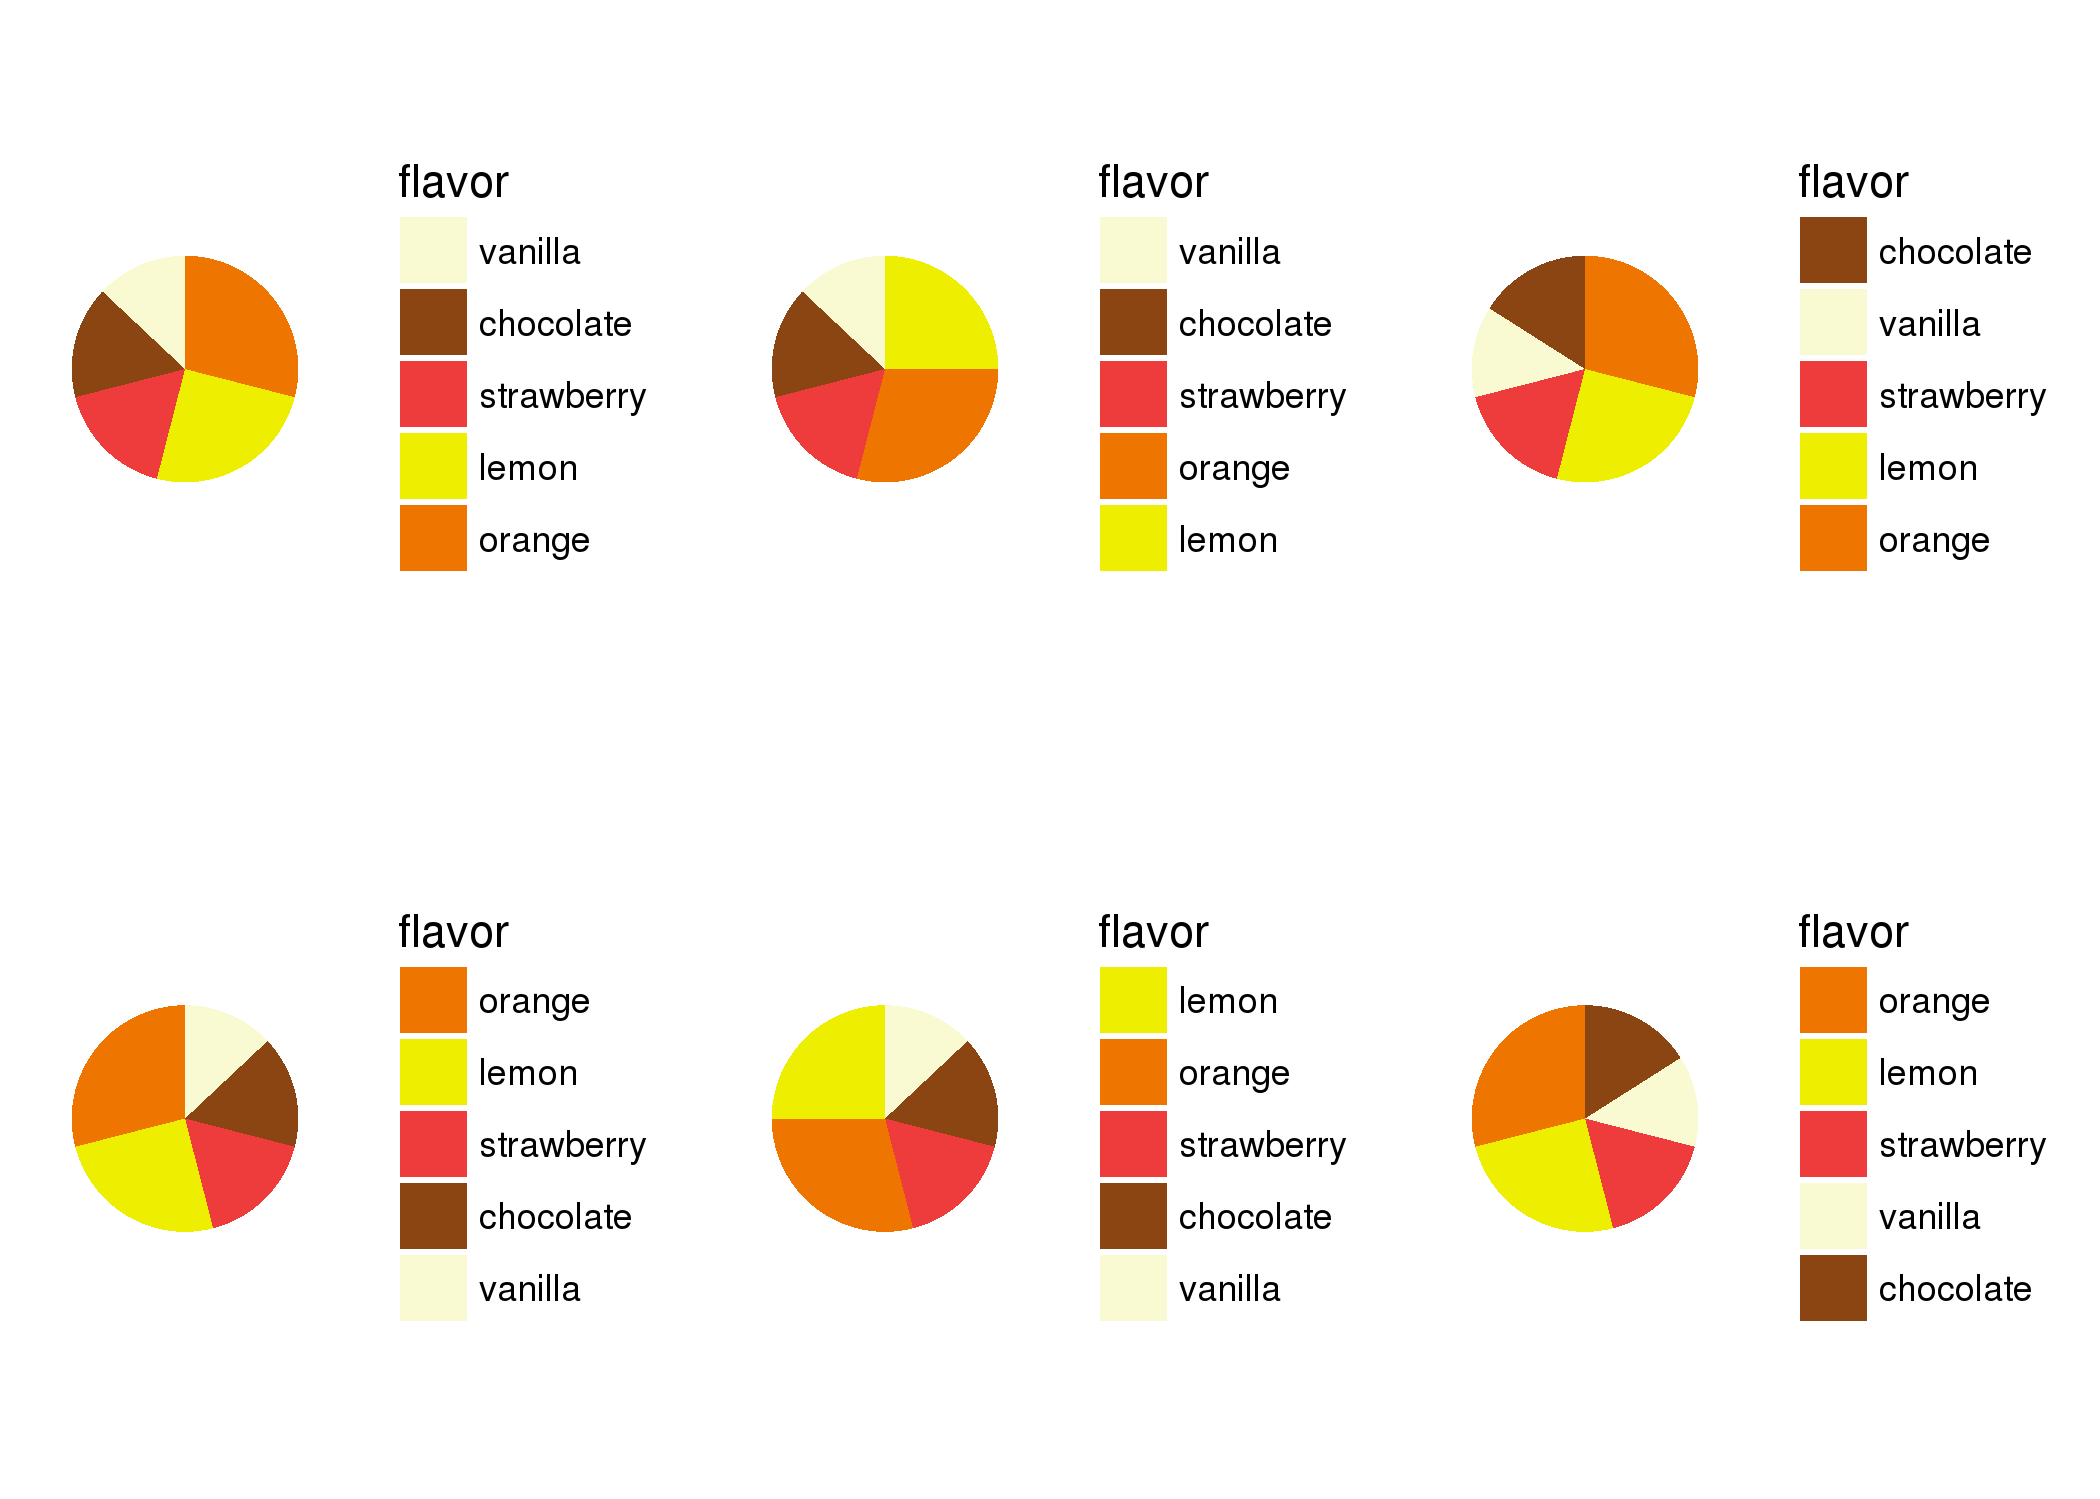 flavor
vanilla
chocolate
strawberry
lemon
orange
flavor
vanilla
chocolate
strawberry
orange
lemon
flavor
chocolate
vanilla
strawberry
lemon
orange
flavor
orange
lemon
strawberry
chocolate
vanilla
flavor
lemon
orange
strawberry
chocolate
vanilla
flavor
orange
lemon
strawberry
vanilla
chocolate